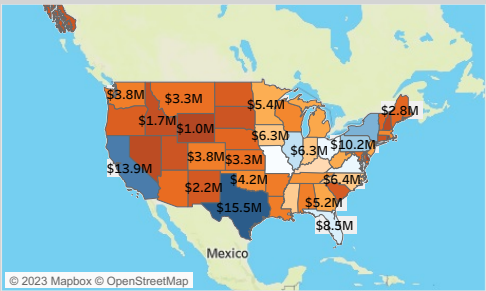 $3.8M
$3.3M
$5.4M
$2.8M
$1.7M
$1.0M
$6.3M
$10.2M
$3.8M
$3.3M
$6.3M
$13.9M
$2.2M
$4.2M
$6.4M
$15.5M
$5.2M
$8.5M
Mexico
© 2023 Mapbox © OpenStreetMap